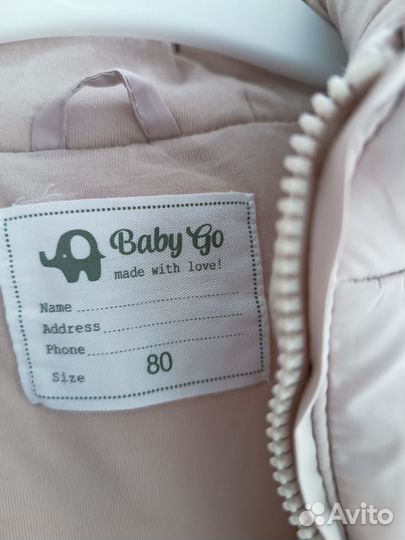 Baby Go
made with love!
Name
Address
Phone
Size 80
Avito